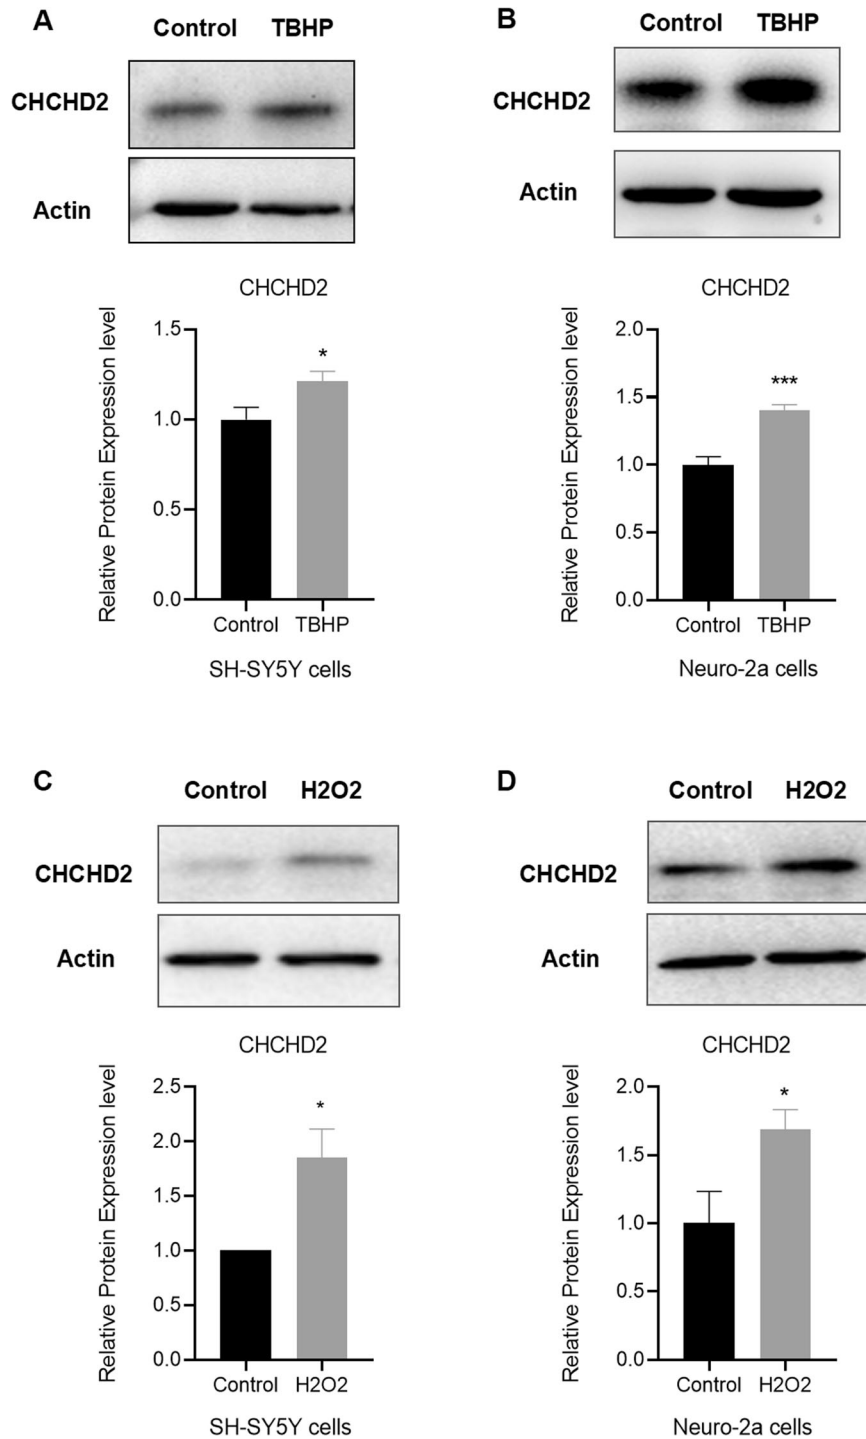 A
Control TBHP
CHCHD2
Actin
CHCHD2
Relative Protein Expression level
1.5
1.0
0.5
0.0
*
Control TBHP
SH-SY5Y cells
B
Control TBHP
CHCHD2
Actin
CHCHD2
Relative Protein Expression level
2.0
1.5
1.0
0.5
0.0
***
Control TBHP
Neuro-2a cells
C
Control H2O2
CHCHD2
Actin
CHCHD2
Relative Protein Expression level
2.5
2.0
1.5
1.0
0.5
0.0
*
Control H2O2
SH-SY5Y cells
D
Control H2O2
CHCHD2
Actin
CHCHD2
Relative Protein Expression level
2.0
1.5
1.0
0.5
0.0
*
Control H2O2
Neuro-2a cells